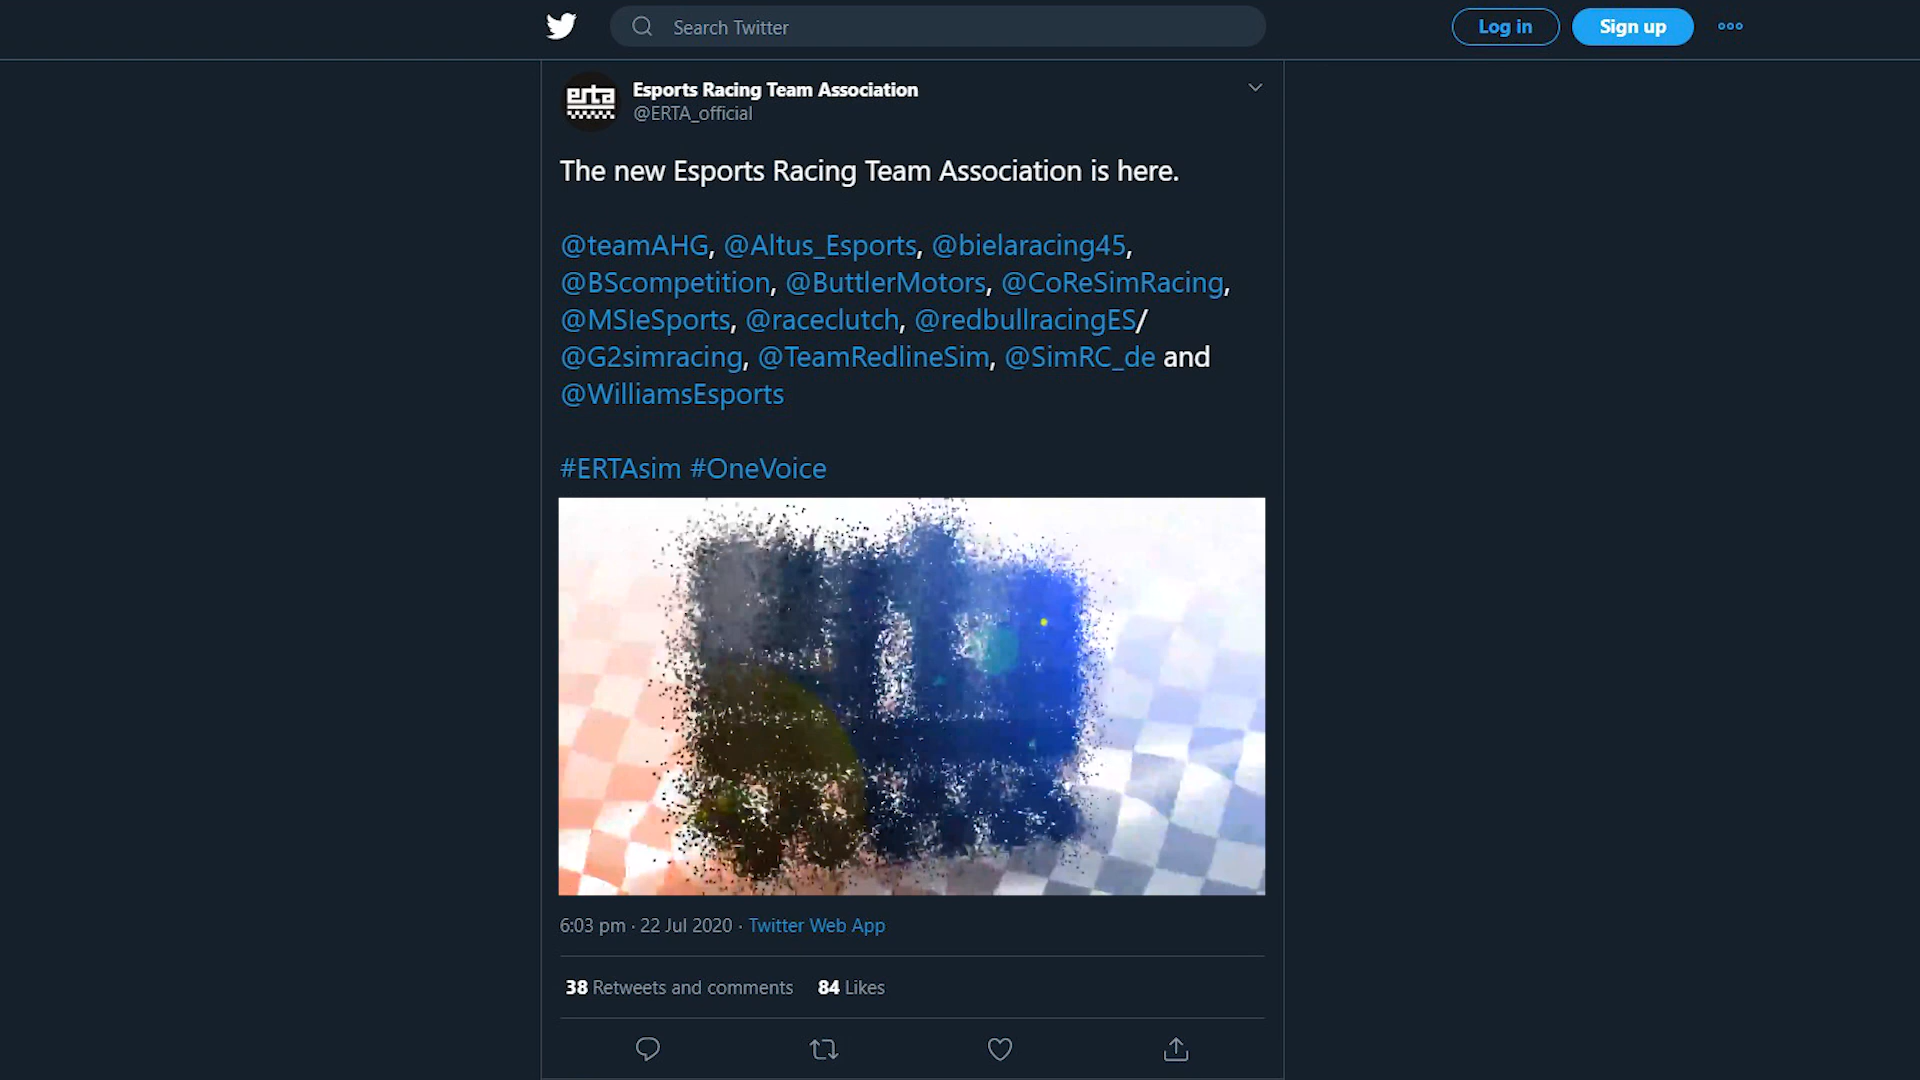 Search Twitter
Log in
Sign up
erta
Esports Racing Team Association
@ERTA_official
The new Esports Racing Team Association is here.
@teamAHG, @Altus_Esports, @bielaracing45,
@BScompetition, @ButtlerMotors, @CoReSimRacing,
@MSIeSports, @raceclutch, @redbullracingES/
@G2simracing, @TeamRedlineSim, @SimRC_de and
@WilliamsEsports
#ERTAsim #OneVoice
6:03 pm · 22 Jul 2020 · Twitter Web App
38 Retweets and comments 84 Likes